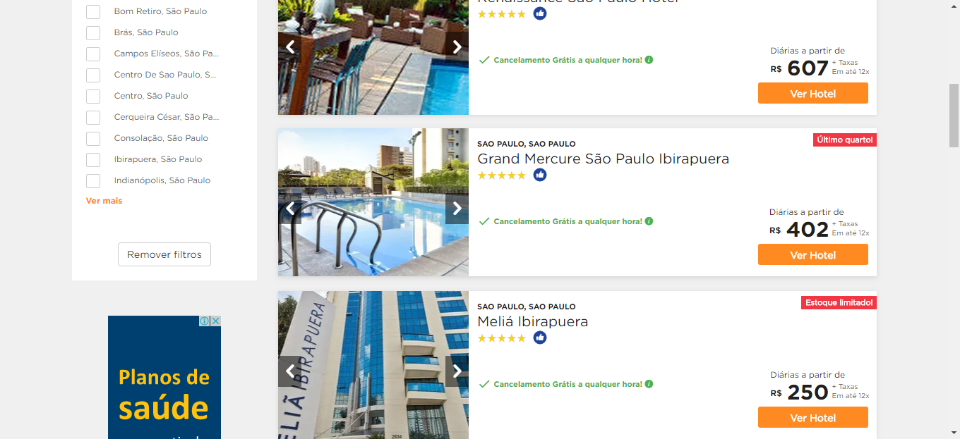 Bom Retiro, São Paulo
Brás, São Paulo
Campos Elíseos, São Pa...
Centro De Sao Paulo, S...
Centro, São Paulo
Cerqueira César, São Pa...
Consolação, São Paulo
Ibirapuera, São Paulo
Indianópolis, São Paulo
Ver mais
Remover filtros
Planos de
saúde
Renaissance São Paulo Hotel
Cancelamento Grátis a qualquer hora!
Diárias a partir de
R$ 607 + Taxas
Em até 12x
Ver Hotel
SAO PAULO, SAO PAULO
Último quarto!
Grand Mercure São Paulo Ibirapuera
Cancelamento Grátis a qualquer hora!
Diárias a partir de
R$ 402 + Taxas
Em até 12x
Ver Hotel
MELIÁ IBIRAPUERA
SAO PAULO, SAO PAULO
Estoque limitado!
Meliá Ibirapuera
Cancelamento Grátis a qualquer hora!
Diárias a partir de
R$ 250 + Taxas
Em até 12x
Ver Hotel